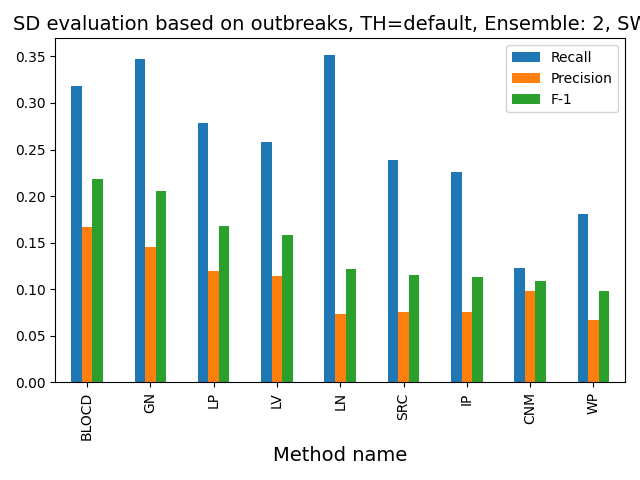 SD evaluation based on outbreaks, TH=default, Ensemble: 2, SW
0.35
0.30
0.25
0.20
0.15
0.10
0.05
0.00
Recall
Precision
F-1
BLOCD
GN
LP
LV
LN
SRC
IP
CNM
WP
Method name